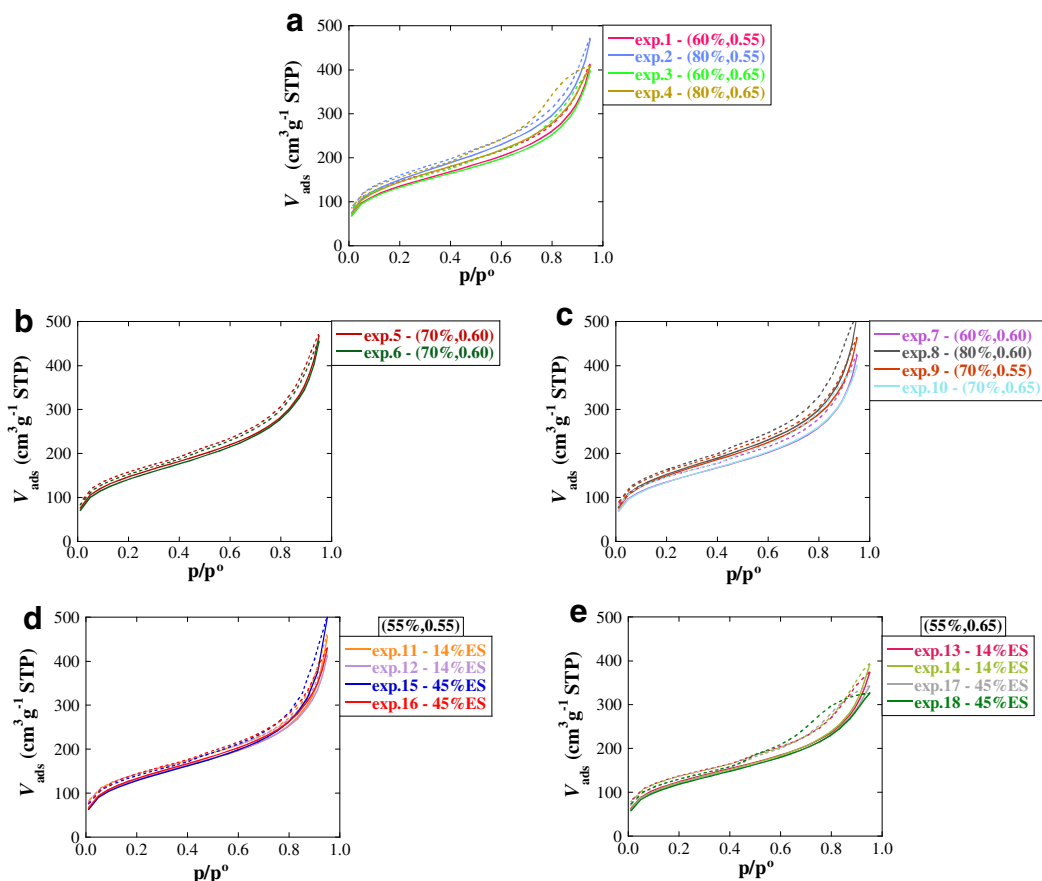 a
500
400
300
200
100
0
V_ads (cm³g⁻¹ STP)
0.0 0.2 0.4 0.6 0.8 1.0
p/pº
exp.1 - (60%,0.55)
exp.2 - (80%,0.55)
exp.3 - (60%,0.65)
exp.4 - (80%,0.65)
b
500
400
300
200
100
0
V_ads (cm³g⁻¹ STP)
0.0 0.2 0.4 0.6 0.8 1.0
p/pº
exp.5 - (70%,0.60)
exp.6 - (70%,0.60)
c
500
400
300
200
100
0
V_ads (cm³g⁻¹ STP)
0.0 0.2 0.4 0.6 0.8 1.0
p/pº
exp.7 - (60%,0.60)
exp.8 - (80%,0.60)
exp.9 - (70%,0.55)
exp.10 - (70%,0.65)
d
500
400
300
200
100
0
V_ads (cm³g⁻¹ STP)
0.0 0.2 0.4 0.6 0.8 1.0
p/pº
(55%,0.55)
exp.11 - 14%ES
exp.12 - 14%ES
exp.15 - 45%ES
exp.16 - 45%ES
e
500
400
300
200
100
0
V_ads (cm³g⁻¹ STP)
0.0 0.2 0.4 0.6 0.8 1.0
p/pº
(55%,0.65)
exp.13 - 14%ES
exp.14 - 14%ES
exp.17 - 45%ES
exp.18 - 45%ES